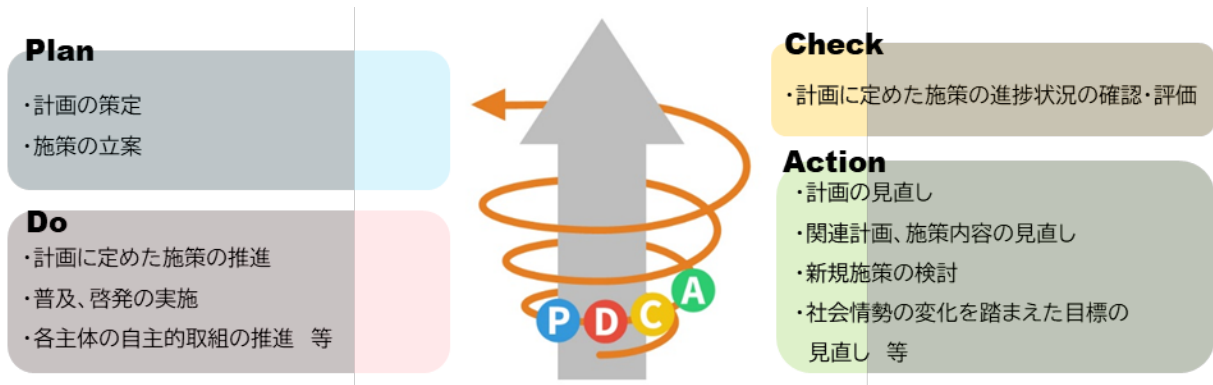 Plan
・計画の策定
・施策の立案
Do
・計画に定めた施策の推進
・普及、啓発の実施
・各主体の自主的取組の推進　等
P D C A
Check
・計画に定めた施策の進捗状況の確認・評価
Action
・計画の見直し
・関連計画、施策内容の見直し
・新規施策の検討
・社会情勢の変化を踏まえた目標の
見直し　等